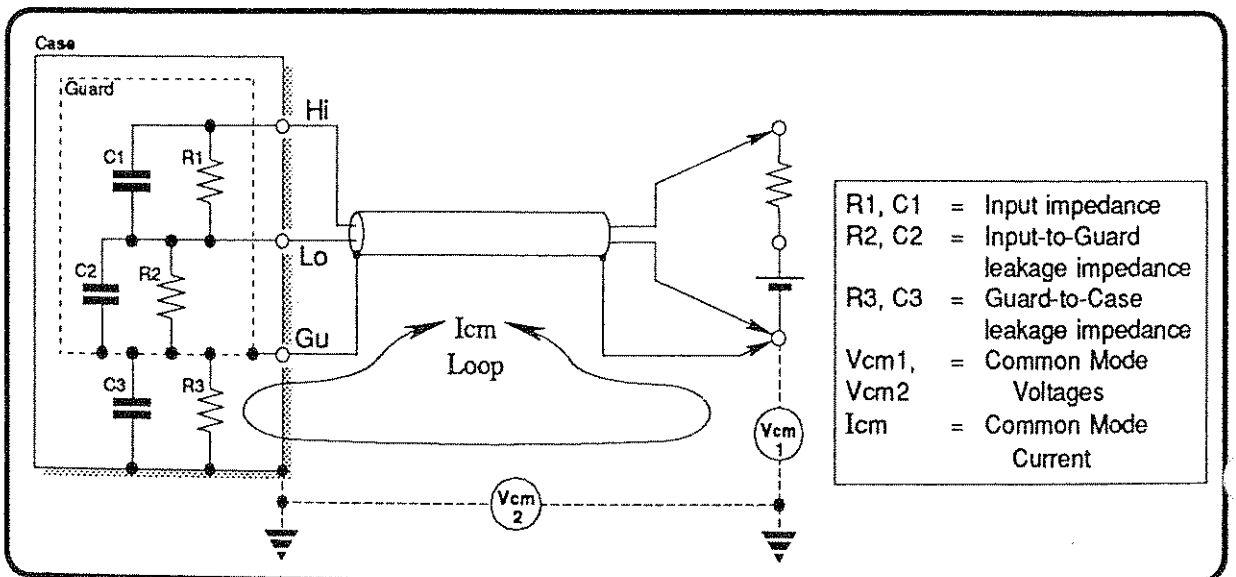 Case
Guard
Hi
C1
R1
Lo
C2
R2
Gu
C3
R3
Icm
Loop
Vcm
1
Vcm
2
R1, C1 = Input impedance
R2, C2 = Input-to-Guard
leakage impedance
R3, C3 = Guard-to-Case
leakage impedance
Vcm1, = Common Mode
Vcm2 Voltages
Icm = Common Mode
Current